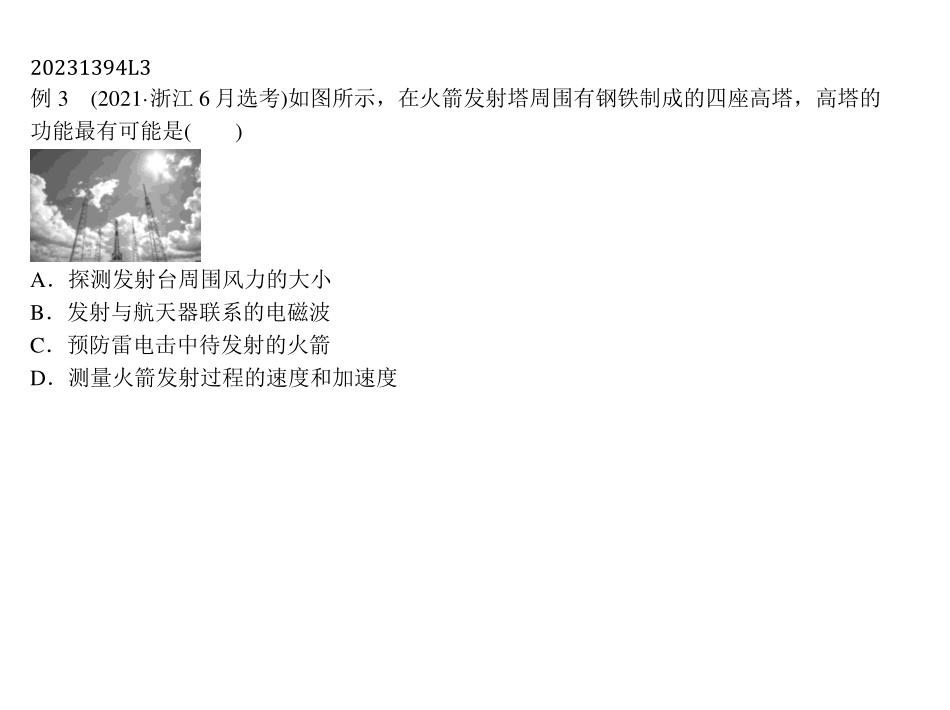 20231394L3
例 3　(2021·浙江 6 月选考)如图所示，在火箭发射塔周围有钢铁制成的四座高塔，高塔的
功能最有可能是(　　)
A．探测发射台周围风力的大小
B．发射与航天器联系的电磁波
C．预防雷电击中待发射的火箭
D．测量火箭发射过程的速度和加速度